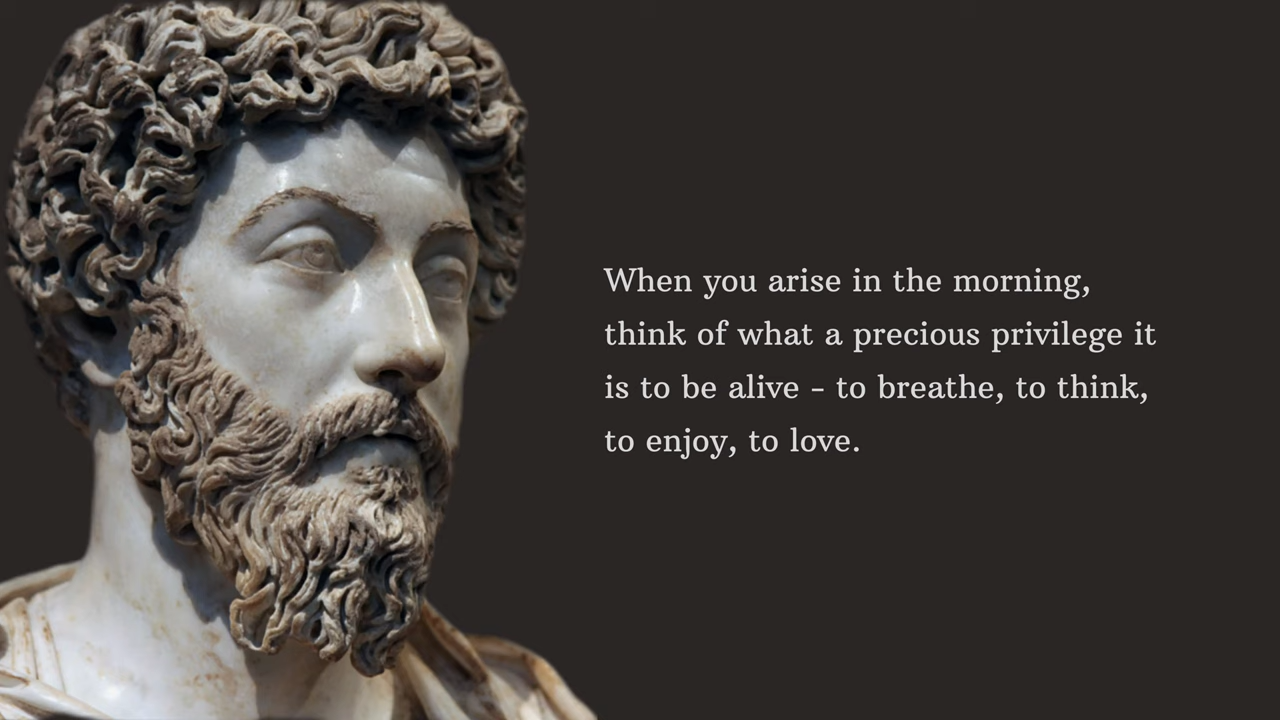 When you arise in the morning,
think of what a precious privilege it
is to be alive - to breathe, to think,
to enjoy, to love.